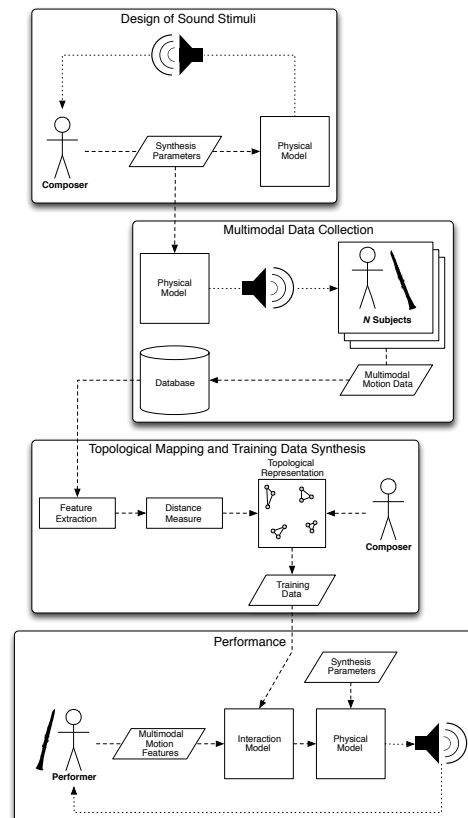 Design of Sound Stimuli
Synthesis
Parameters
Physical
Model
Composer
Multimodal Data Collection
Physical
Model
N Subjects
Database
Multimodal
Motion Data
Topological Mapping and Training Data Synthesis
Topological
Representation
Feature
Extraction
Distance
Measure
Composer
Training
Data
Performance
Synthesis
Parameters
Multimodal
Motion
Features
Interaction
Model
Physical
Model
Performer